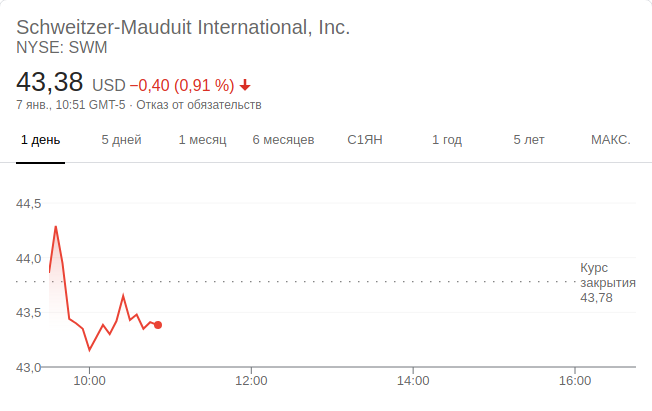 Schweitzer-Mauduit International, Inc.
NYSE: SWM
43,38 USD −0,40 (0,91 %)
7 янв., 10:51 GMT-5 · Отказ от обязательств
1 день 5 дней 1 месяц 6 месяцев С1ЯН 1 год 5 лет МАКС.
44,5
44,0
Курс
закрытия
43,78
43,5
43,0
10:00 12:00 14:00 16:00